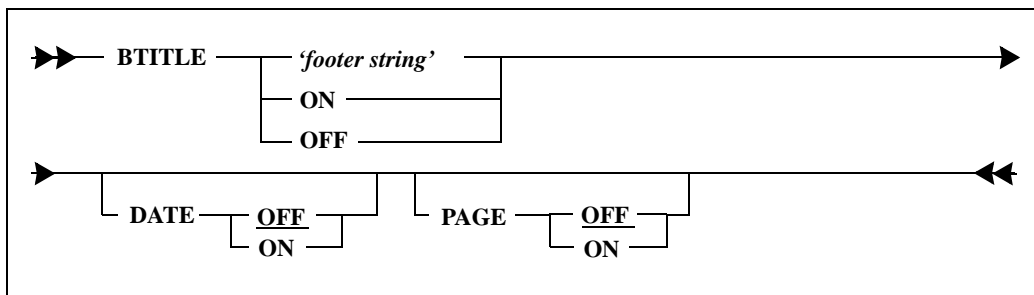 BTITLE ‘footer string’
ON
OFF
DATE OFF
ON
PAGE OFF
ON